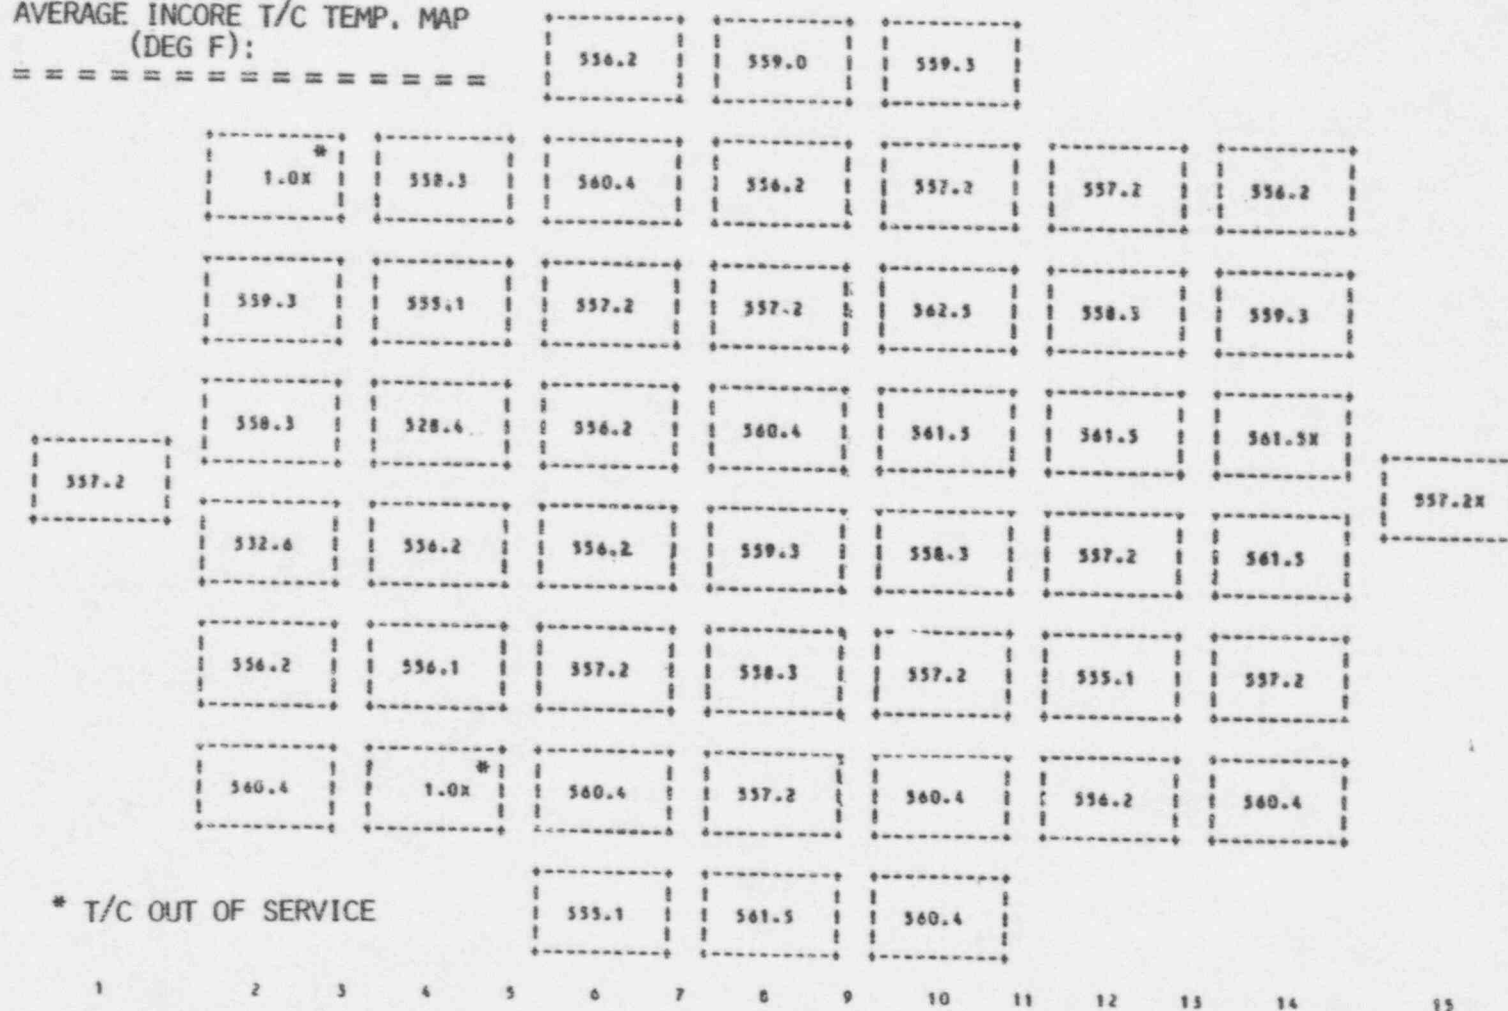 AVERAGE INCORE T/C TEMP. MAP
(DEG F):
= = = = = = = = = = = = = = =
556.2 559.0 559.3
*
1.0X 558.3 560.4 556.2 557.2 557.2 556.2
559.3 555.1 557.2 557.2 562.5 558.3 559.3
558.3 528.4 556.2 560.4 561.5 561.5 561.5X
557.2 557.2X
532.6 556.2 556.2 559.3 558.3 557.2 561.5
556.2 556.1 557.2 558.3 557.2 555.1 557.2
*
560.4 1.0X 560.4 557.2 560.4 556.2 560.4
* T/C OUT OF SERVICE
555.1 561.5 560.4
1 2 3 4 5 6 7 8 9 10 11 12 13 14 15